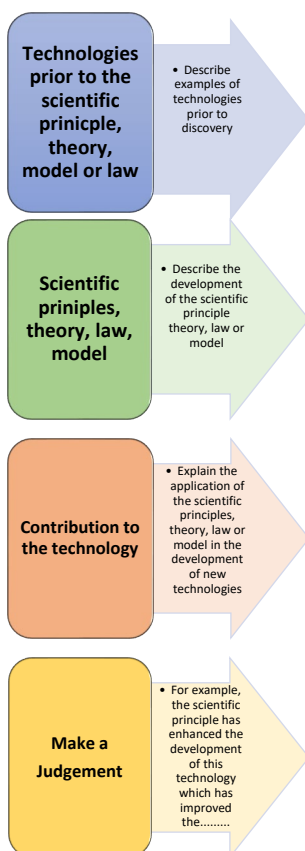 Technologies
prior to the
scientific
prinicple,
theory,
model or law
• Describe
examples of
technologies
prior to
discovery
Scientific
priniples,
theory, law,
model
• Describe the
development
of the scientific
principle
theory, law or
model
Contribution to
the technology
• Explain the
application of
the scientific
principles,
theory, law or
model in the
development
of new
technologies
Make a
Judgement
• For example,
the scientific
principle has
enhanced the
development
of this
technology
which has
improved
the.........